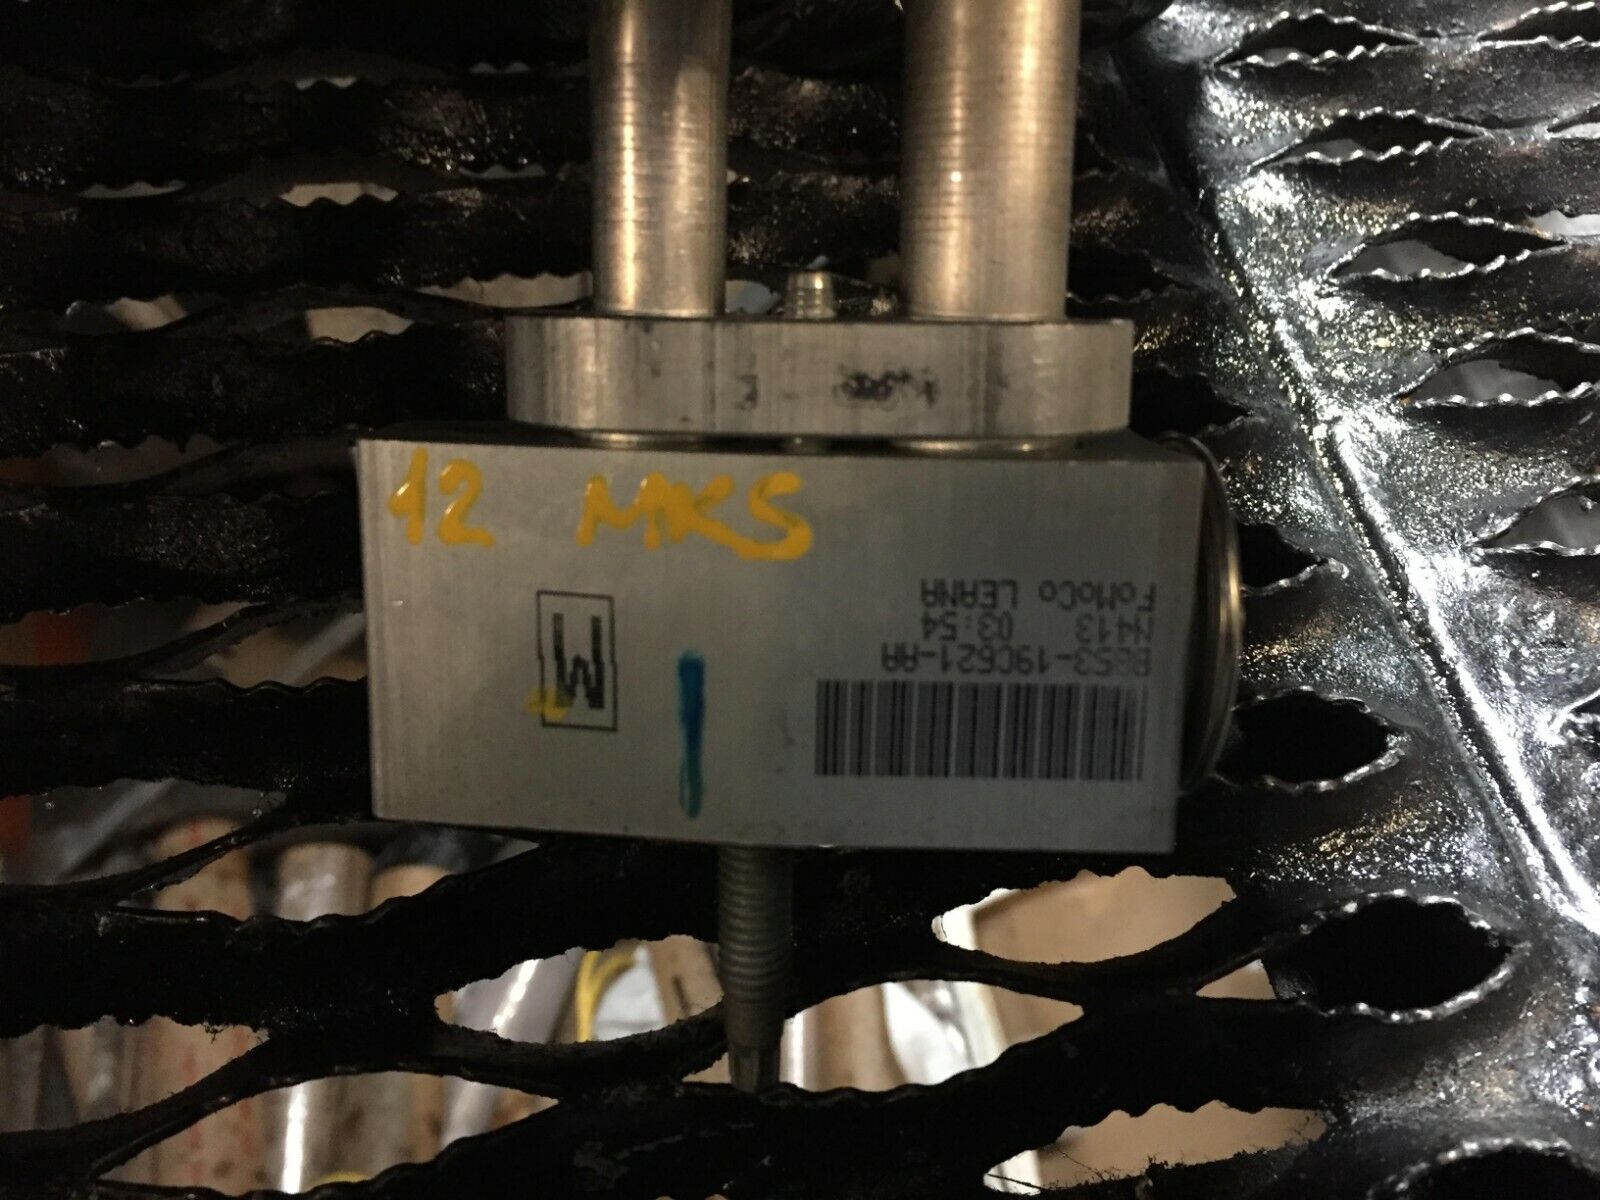 12 MKS
M
BG53-19C621-AA
N413 03:54
FoMoCo LEANA